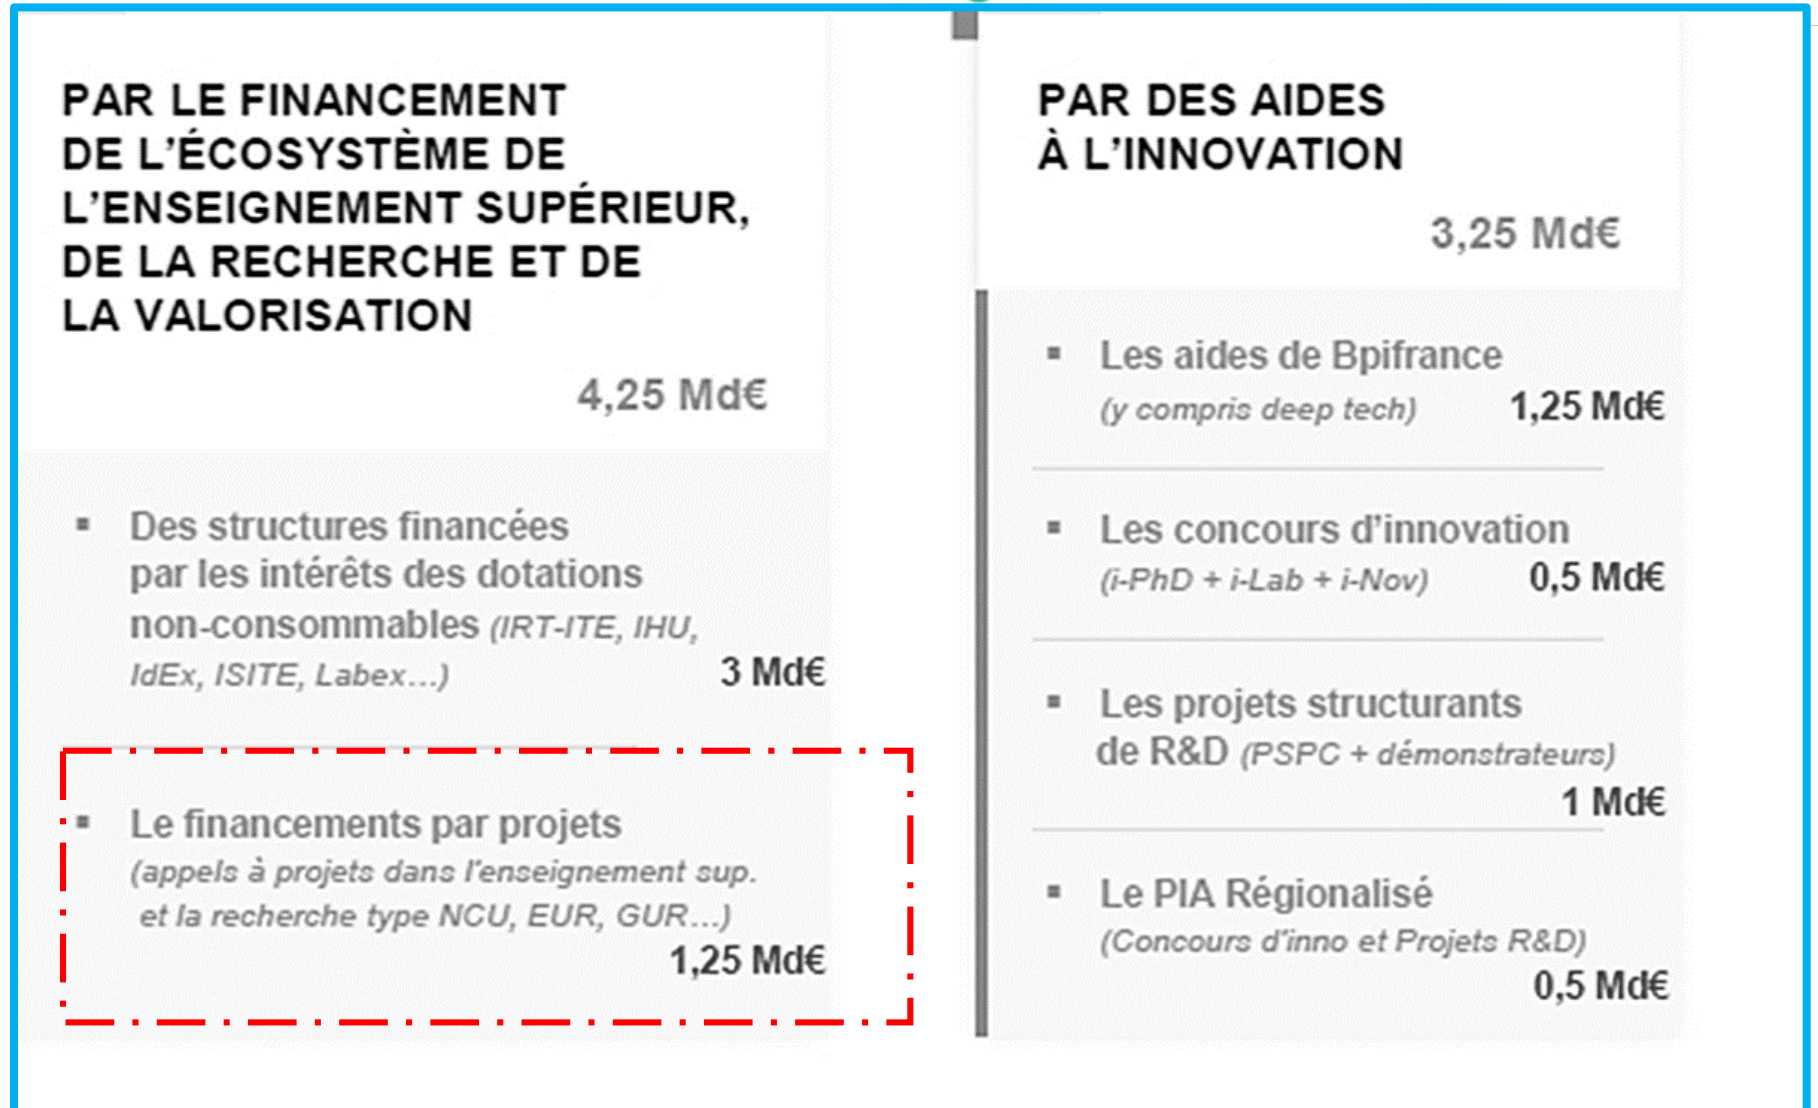 PAR LE FINANCEMENT
DE L’ÉCOSYSTÈME DE
L’ENSEIGNEMENT SUPÉRIEUR,
DE LA RECHERCHE ET DE
LA VALORISATION
4,25 Md€
▪ Des structures financées
par les intérêts des dotations
non-consommables (IRT-ITE, IHU,
IdEx, ISITE, Labex...)
3 Md€
▪ Le financements par projets
(appels à projets dans l'enseignement sup.
et la recherche type NCU, EUR, GUR...)
1,25 Md€
PAR DES AIDES
À L’INNOVATION
3,25 Md€
▪ Les aides de Bpifrance
(y compris deep tech) 1,25 Md€
▪ Les concours d’innovation
(i-PhD + i-Lab + i-Nov) 0,5 Md€
▪ Les projets structurants
de R&D (PSPC + démonstrateurs)
1 Md€
▪ Le PIA Régionalisé
(Concours d'inno et Projets R&D)
0,5 Md€